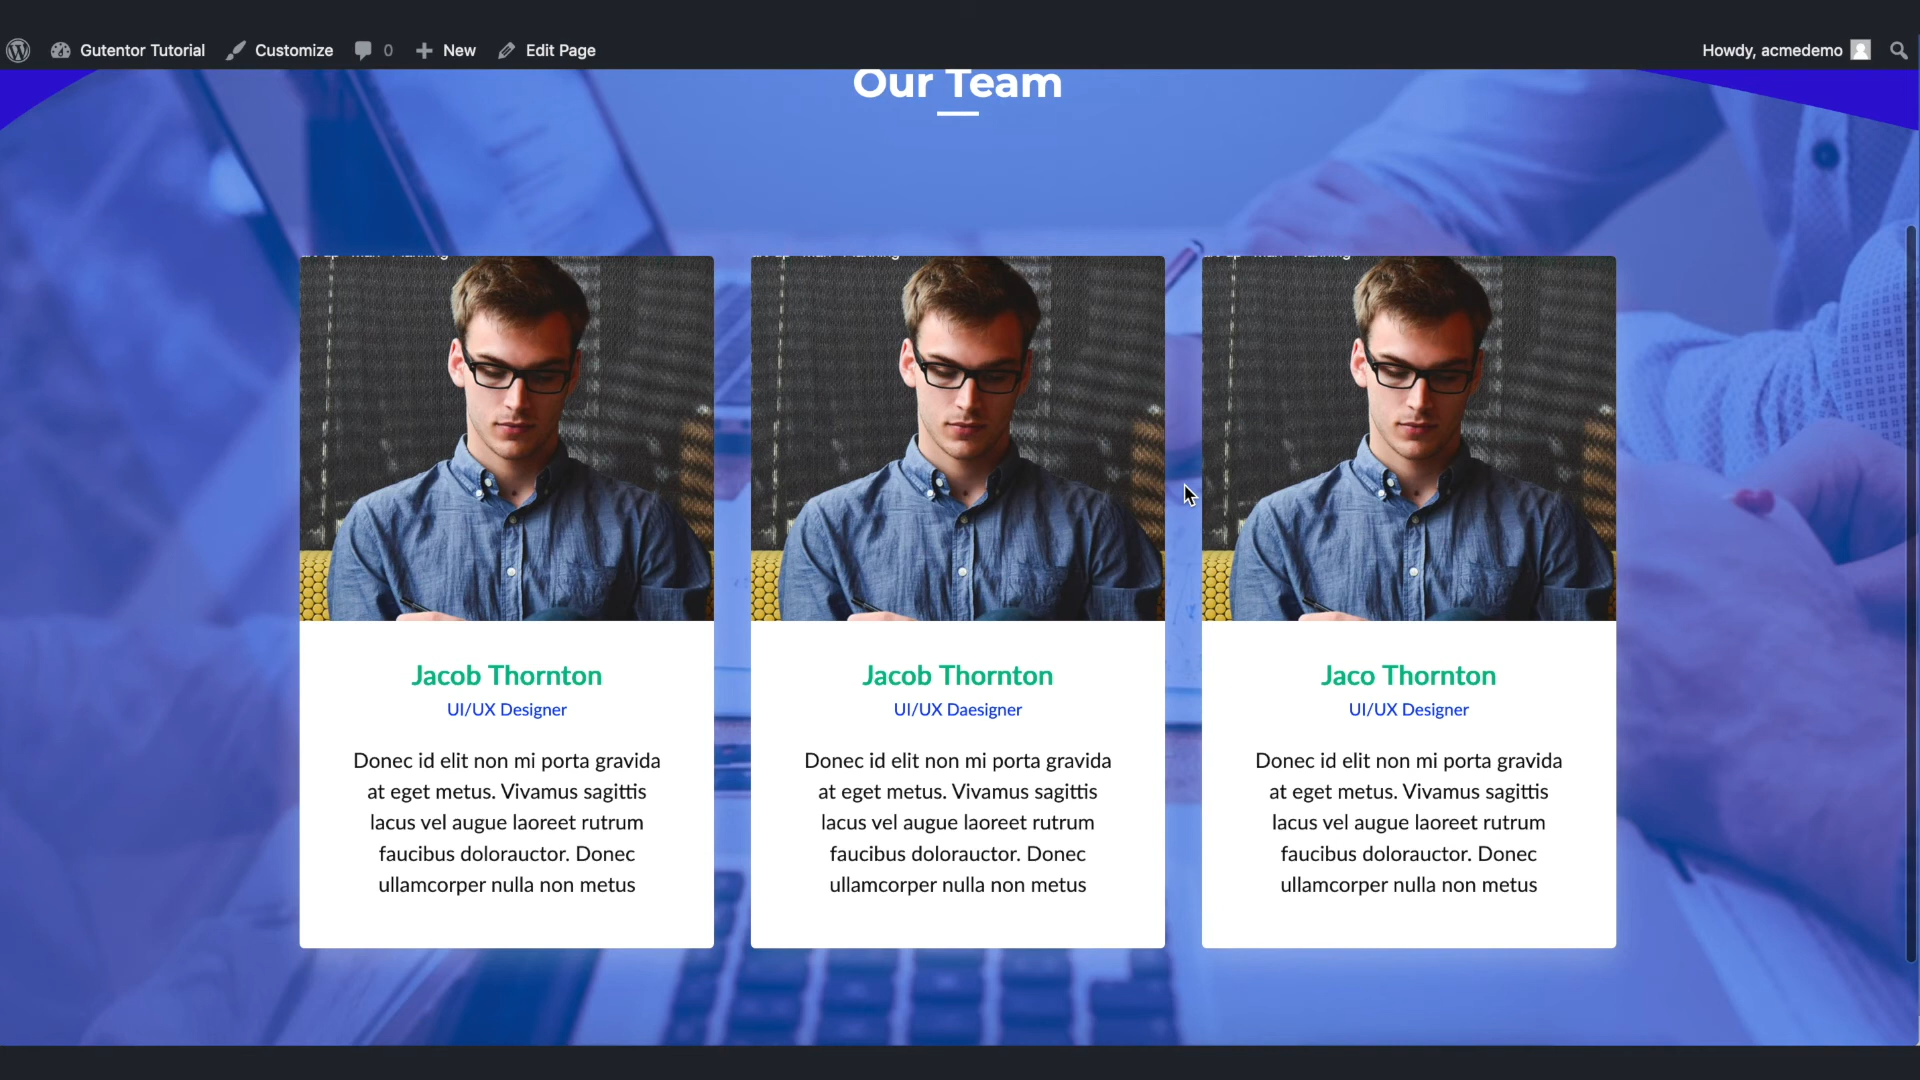 Gutentor Tutorial Customize 0 New Edit Page Howdy, acmedemo
Our Team
Jacob Thornton
UI/UX Designer
Donec id elit non mi porta gravida
at eget metus. Vivamus sagittis
lacus vel augue laoreet rutrum
faucibus dolorauctor. Donec
ullamcorper nulla non metus
Jacob Thornton
UI/UX Daesigner
Donec id elit non mi porta gravida
at eget metus. Vivamus sagittis
lacus vel augue laoreet rutrum
faucibus dolorauctor. Donec
ullamcorper nulla non metus
Jaco Thornton
UI/UX Designer
Donec id elit non mi porta gravida
at eget metus. Vivamus sagittis
lacus vel augue laoreet rutrum
faucibus dolorauctor. Donec
ullamcorper nulla non metus